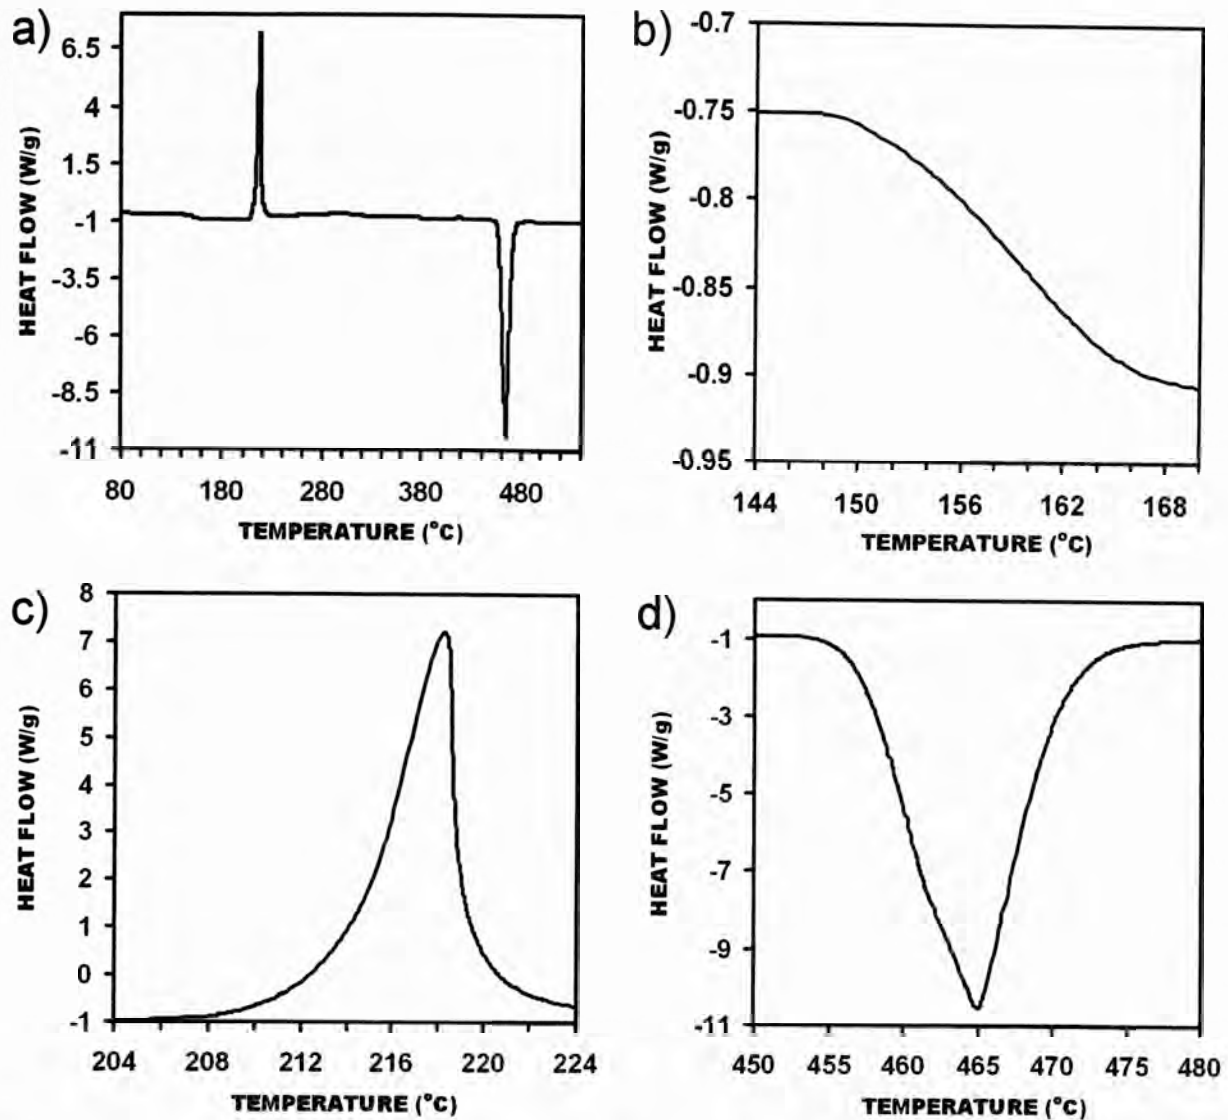 a)
6.5
4
1.5
-1
-3.5
-6
-8.5
-11
HEAT FLOW (W/g)
80 180 280 380 480
TEMPERATURE (°C)
b)
-0.7
-0.75
-0.8
-0.85
-0.9
-0.95
HEAT FLOW (W/g)
144 150 156 162 168
TEMPERATURE (°C)
c)
8
7
6
5
4
3
2
1
0
-1
HEAT FLOW (W/g)
204 208 212 216 220 224
TEMPERATURE (°C)
d)
-1
-3
-5
-7
-9
-11
HEAT FLOW (W/g)
450 455 460 465 470 475 480
TEMPERATURE (°C)